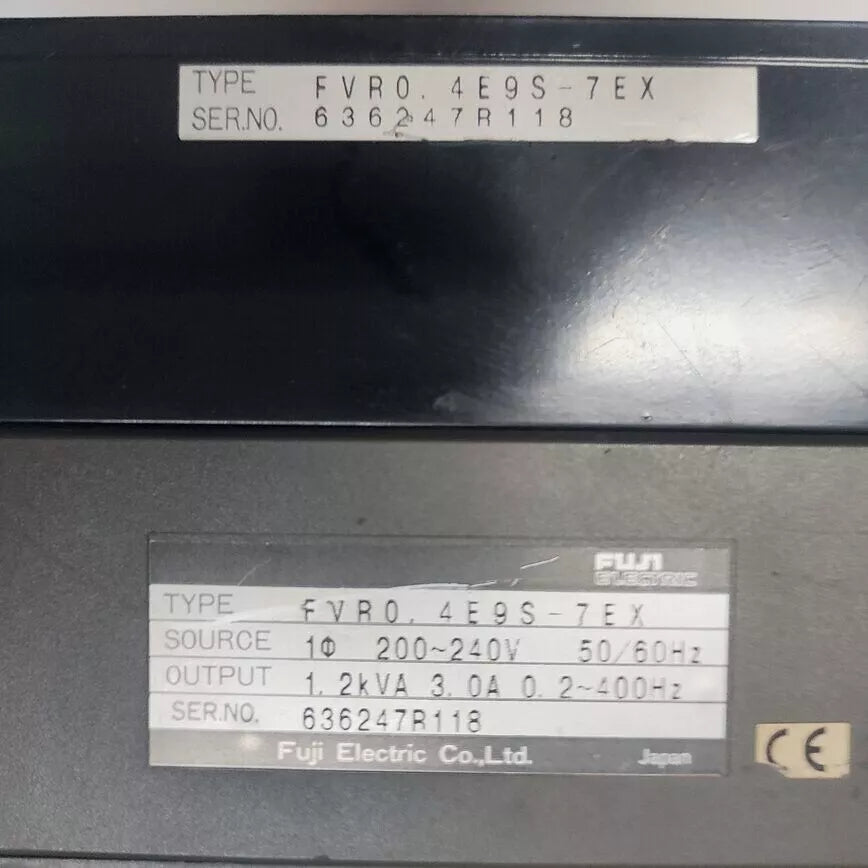 TYPE FVR0.4E9S-7EX
SER.NO. 636247R118
FUJI
ELECTRIC
TYPE FVR0.4E9S-7EX
SOURCE 1Φ 200~240V 50/60Hz
OUTPUT 1.2kVA 3.0A 0.2~400Hz
SER.NO. 636247R118
Fuji Electric Co.,Ltd. Japan
CE